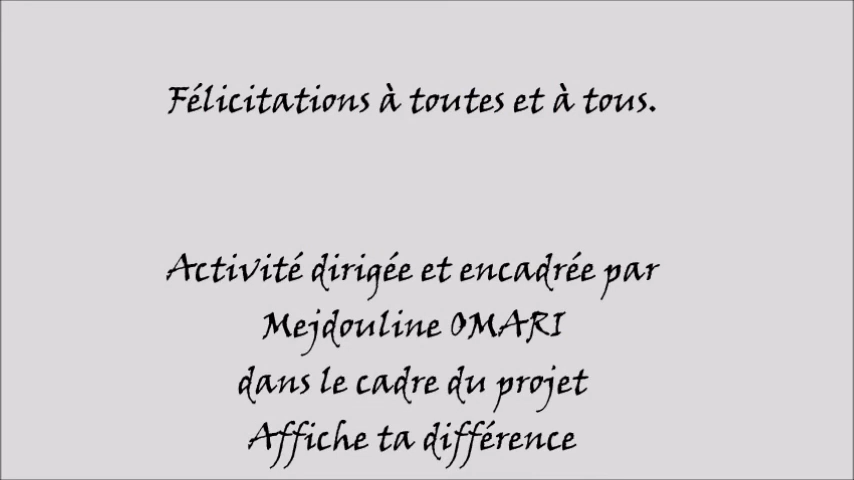 Félicitations à toutes et à tous.
Activité dirigée et encadrée par
Mejdouline OMARI
dans le cadre du projet
Affiche ta différence